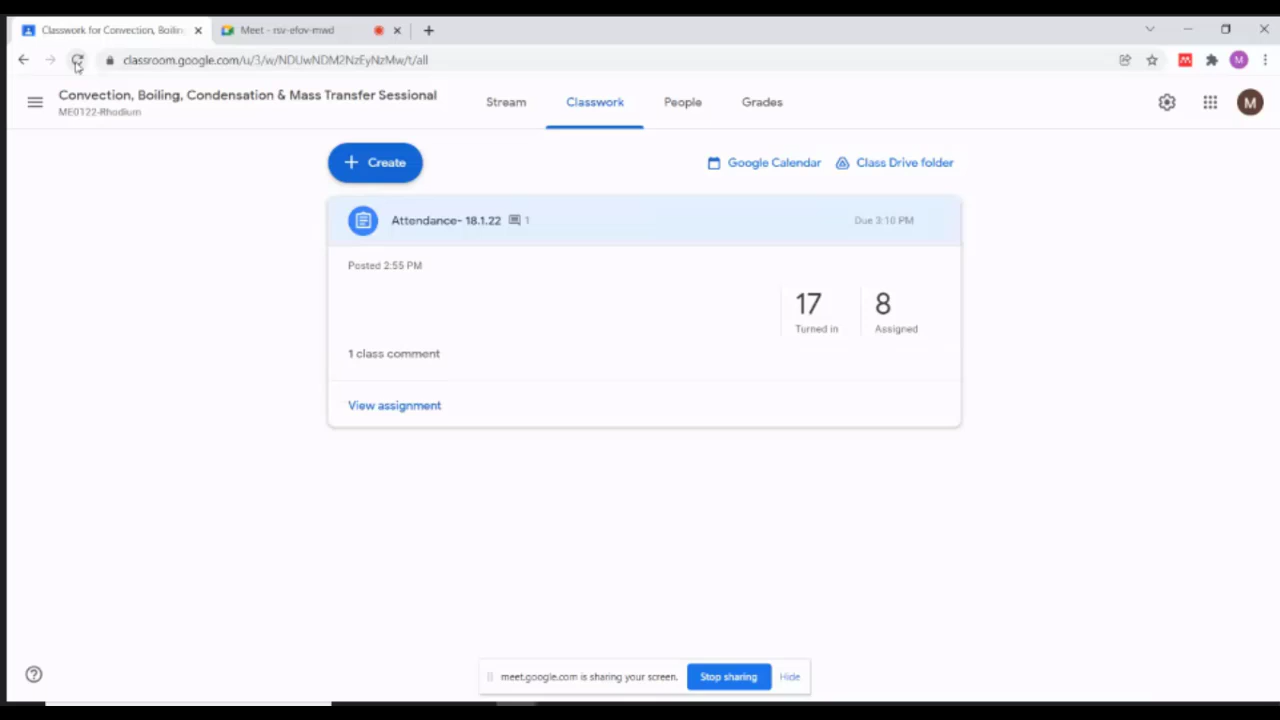 Classwork for Convection, Boilin
Meet - rsv-efov-mwd
classroom.google.com/u/3/w/NDUwNDM2NzEyNzMw/t/all
M
Convection, Boiling, Condensation & Mass Transfer Sessional
ME0122-Rhodium
Stream
Classwork
People
Grades
M
+ Create
Google Calendar
Class Drive folder
Attendance- 18.1.22
1
Due 3:10 PM
Posted 2:55 PM
17
8
Turned in
Assigned
1 class comment
View assignment
meet.google.com is sharing your screen.
Stop sharing
Hide